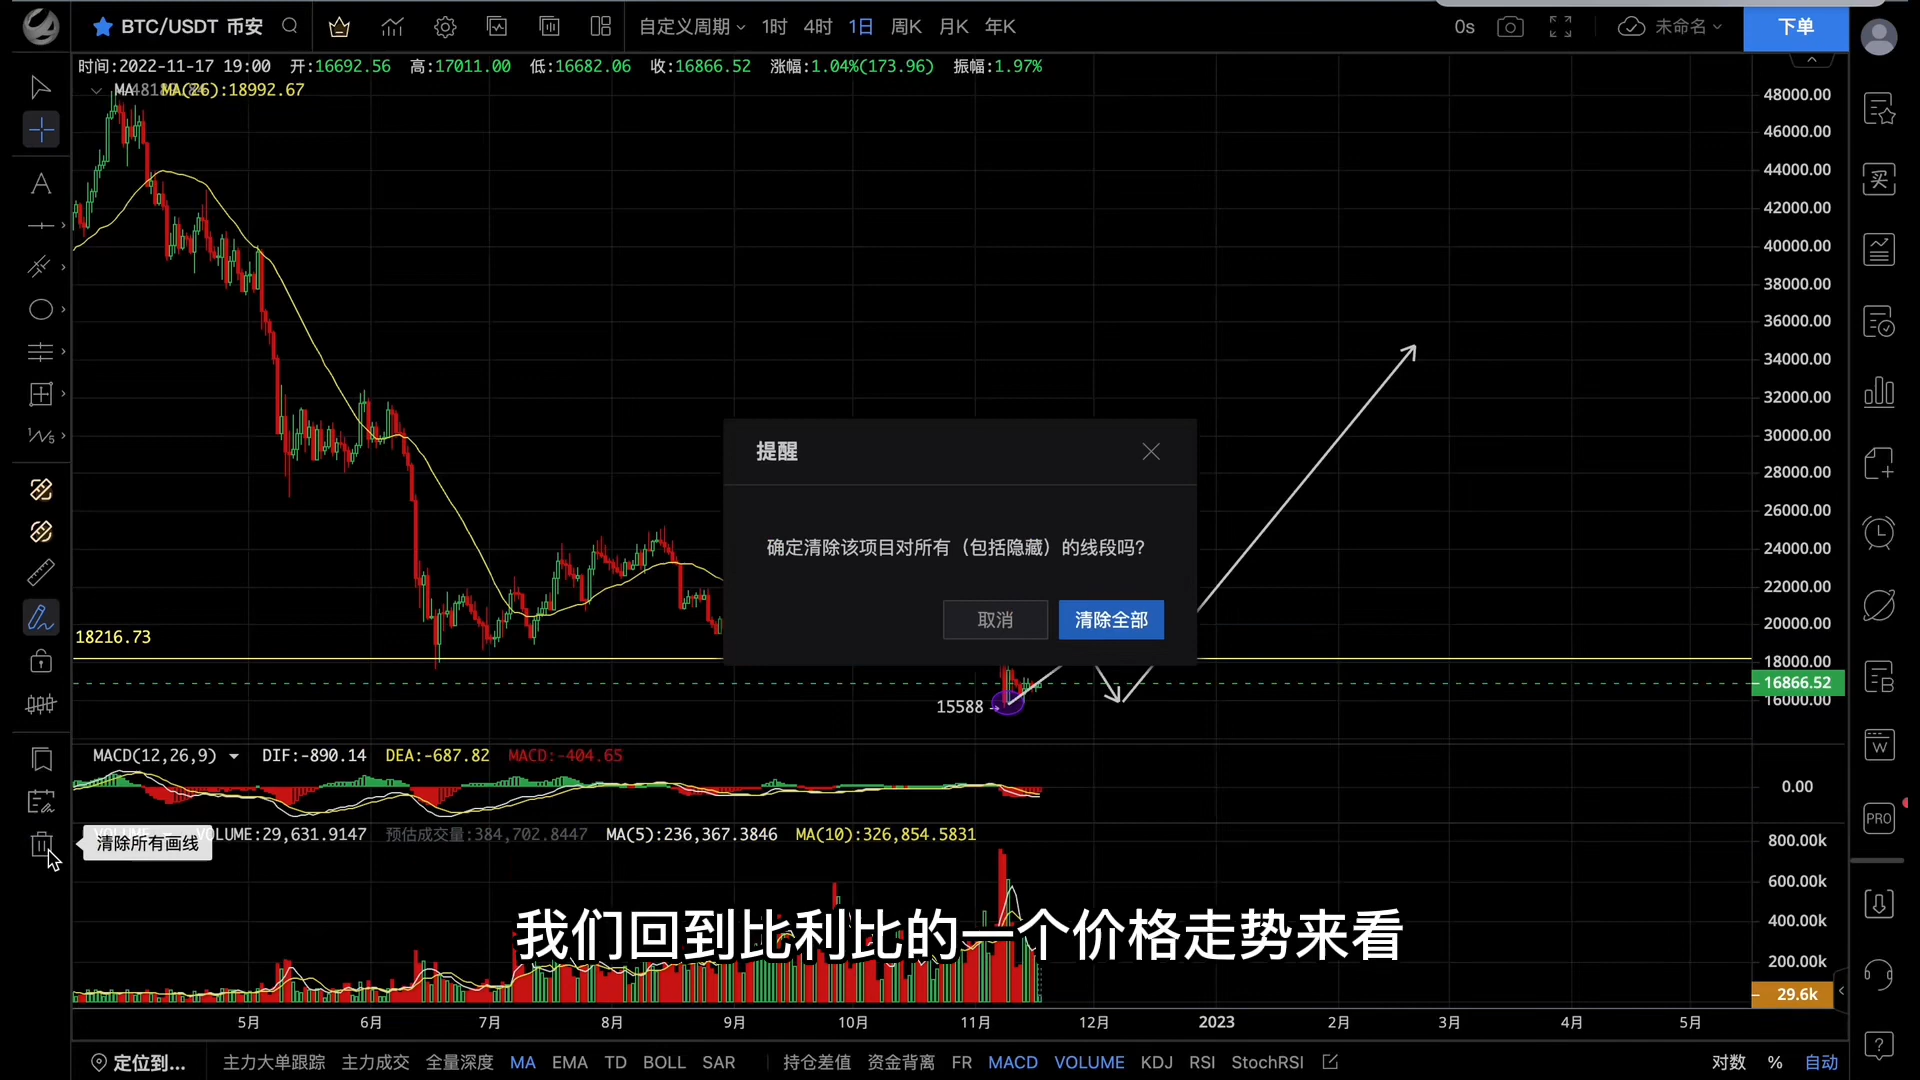 BTC/USDT 币安
自定义周期 1时 4时 1日 周K 月K 年K
0s 未命名 下单
时间:2022-11-17 19:00 开:16692.56 高:17011.00 低:16682.06 收:16866.52 涨幅:1.04%(173.96) 振幅:1.97%
MA MA(26):18992.67
48000.00
46000.00
44000.00
42000.00
40000.00
38000.00
36000.00
34000.00
32000.00
30000.00
28000.00
26000.00
24000.00
22000.00
20000.00
18000.00
16866.52
16000.00
提醒
确定清除该项目对所有（包括隐藏）的线段吗?
取消 清除全部
18216.73
15588
MACD(12,26,9) DIF:-890.14 DEA:-687.82 MACD:-404.65
0.00
VOLUME:29,631.9147 预估成交量:384,702.8447 MA(5):236,367.3846 MA(10):326,854.5831
清除所有画线
800.00k
600.00k
400.00k
200.00k
29.6k
我们回到比利比的一个价格走势来看
5月 6月 7月 8月 9月 10月 11月 12月 2023 2月 3月 4月 5月
定位到... 主力大单跟踪 主力成交 全量深度 MA EMA TD BOLL SAR 持仓差值 资金背离 FR MACD VOLUME KDJ RSI StochRSI 对数 % 自动
买
B
W
PRO